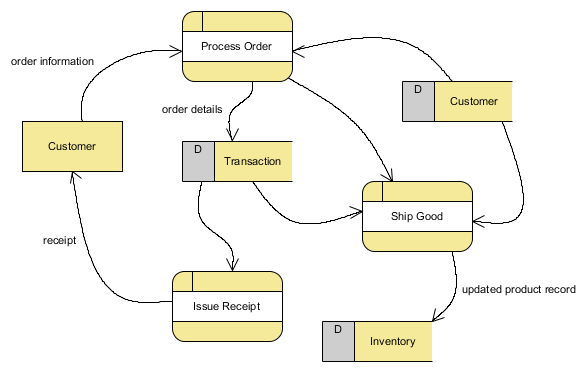 Process Order
order information
D
Customer
order details
Customer
D
Transaction
Ship Good
receipt
updated product record
Issue Receipt
D
Inventory